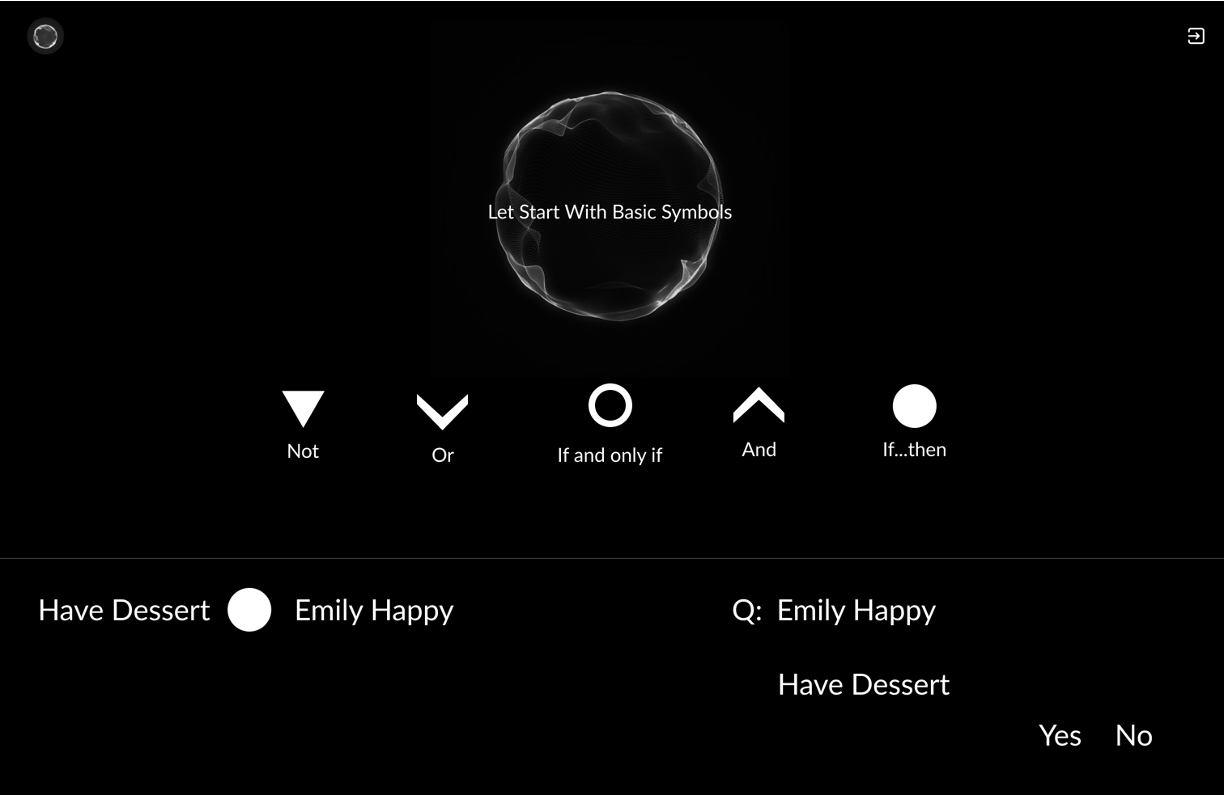 Let Start With Basic Symbols
Not
Or
If and only if
And
If...then
Have Dessert Emily Happy
Q: Emily Happy
Have Dessert
Yes No